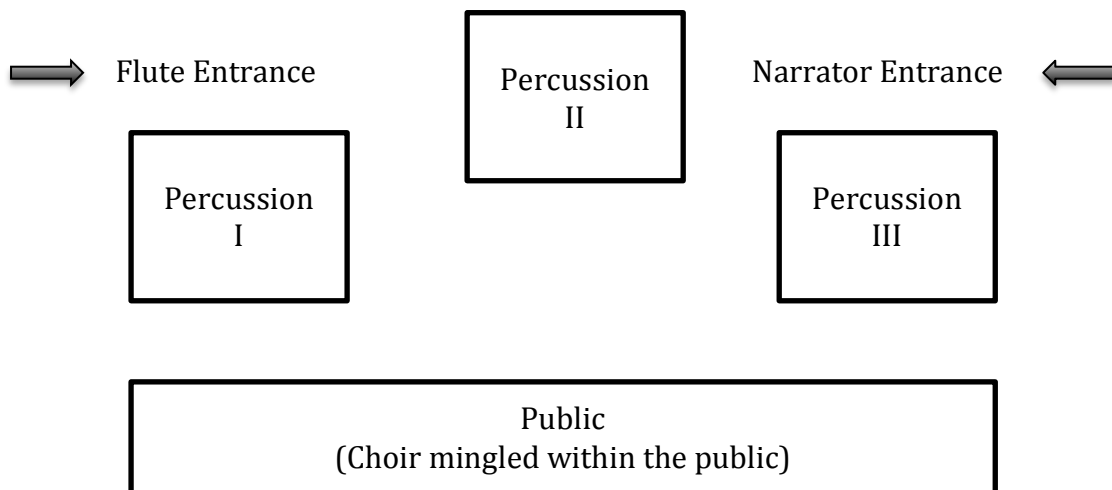 Flute Entrance
Percussion
II
Narrator Entrance
Percussion
I
Percussion
III
Public
(Choir mingled within the public)